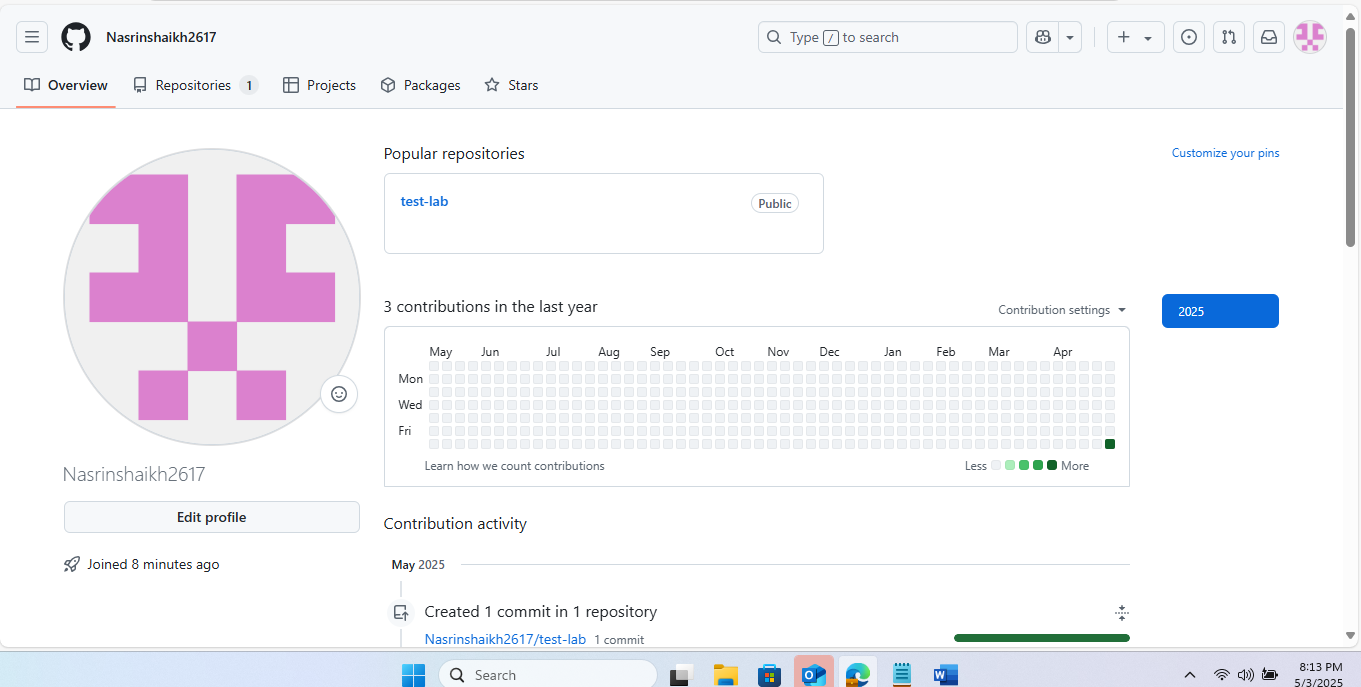 Nasrinshaikh2617
Type / to search
Overview
Repositories 1
Projects
Packages
Stars
Popular repositories
Customize your pins
test-lab
Public
3 contributions in the last year
Contribution settings
2025
May Jun Jul Aug Sep Oct Nov Dec Jan Feb Mar Apr
Mon
Wed
Fri
Learn how we count contributions
Less More
Nasrinshaikh2617
Edit profile
Joined 8 minutes ago
Contribution activity
May 2025
Created 1 commit in 1 repository
Nasrinshaikh2617/test-lab 1 commit
Search
8:13 PM
5/3/2025